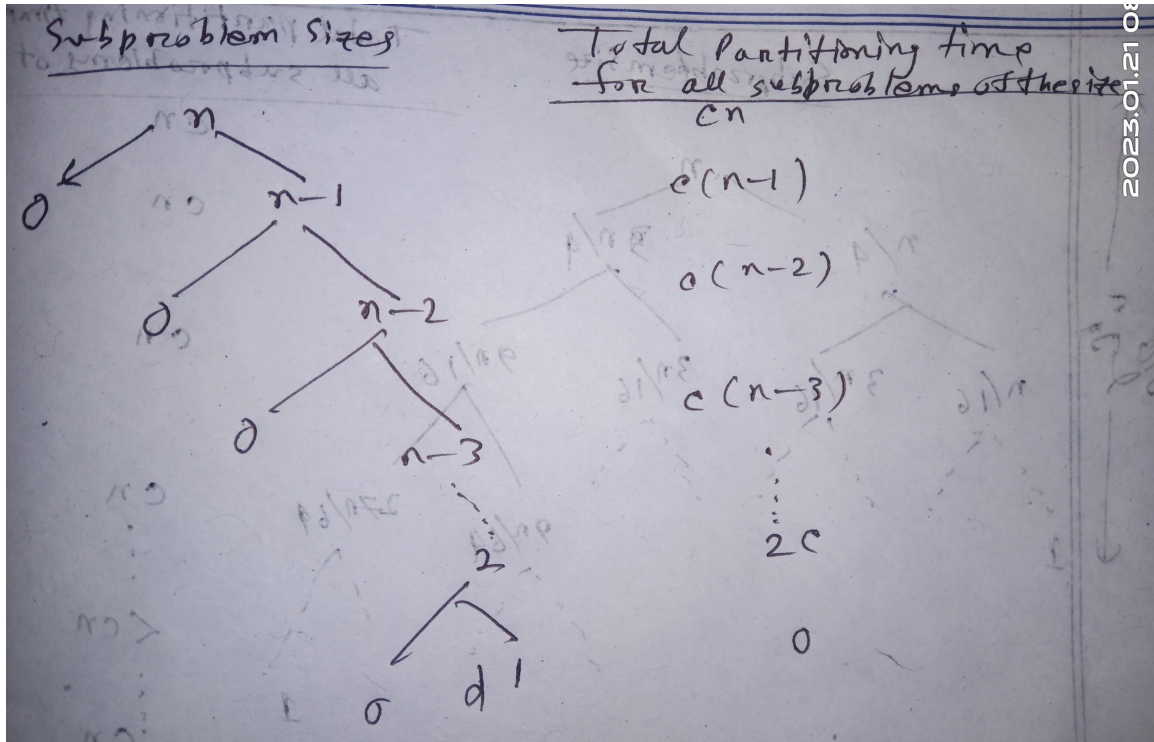 Subproblem Sizes
Total Partitioning time
for all subproblems of the size
n
cn
0
n-1
c(n-1)
0
n-2
c(n-2)
0
n-3
c(n-3)
2
2c
0
1
0
2023.01.21 08